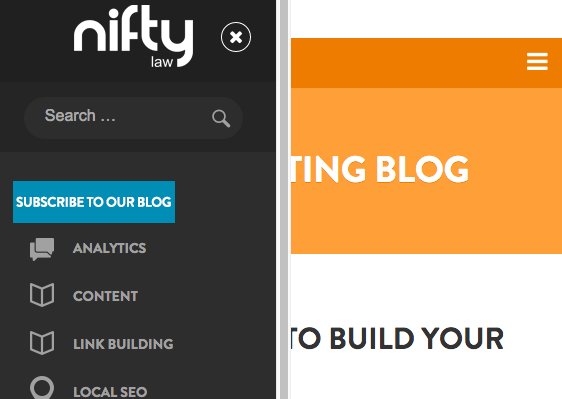 nifty
law
Search ...
SUBSCRIBE TO OUR BLOG
ANALYTICS
CONTENT
LINK BUILDING
LOCAL SEO
TING BLOG
TO BUILD YOUR